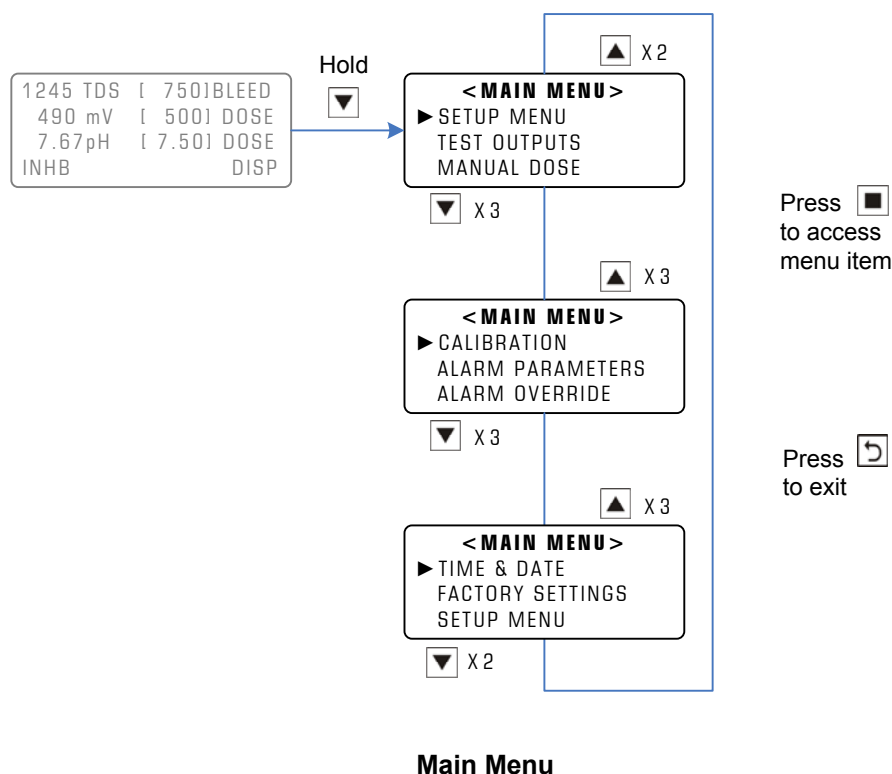 ▲ X 2
Hold
▼
1245 TDS [ 750]BLEED
490 mV [ 500] DOSE
7.67pH [ 7.50] DOSE
INHB DISP
<MAIN MENU>
►SETUP MENU
TEST OUTPUTS
MANUAL DOSE
▼ X 3
Press ■
to access
menu item
▲ X 3
<MAIN MENU>
►CALIBRATION
ALARM PARAMETERS
ALARM OVERRIDE
▼ X 3
Press ⮌
to exit
▲ X 3
<MAIN MENU>
►TIME & DATE
FACTORY SETTINGS
SETUP MENU
▼ X 2
Main Menu